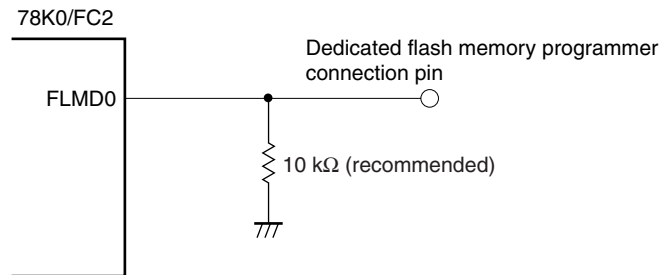 78K0/FC2
Dedicated flash memory programmer
connection pin
FLMD0
10 kΩ (recommended)